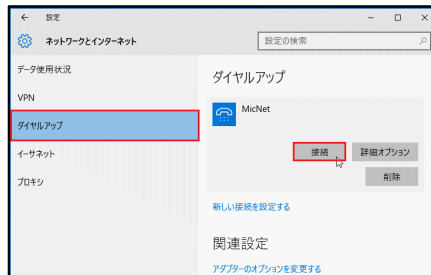 設定
ネットワークとインターネット
設定の検索
データ使用状況
VPN
ダイヤルアップ
イーサネット
プロキシ
ダイヤルアップ
MicNet
接続
詳細オプション
削除
新しい接続を設定する
関連設定
アダプターのオプションを変更する